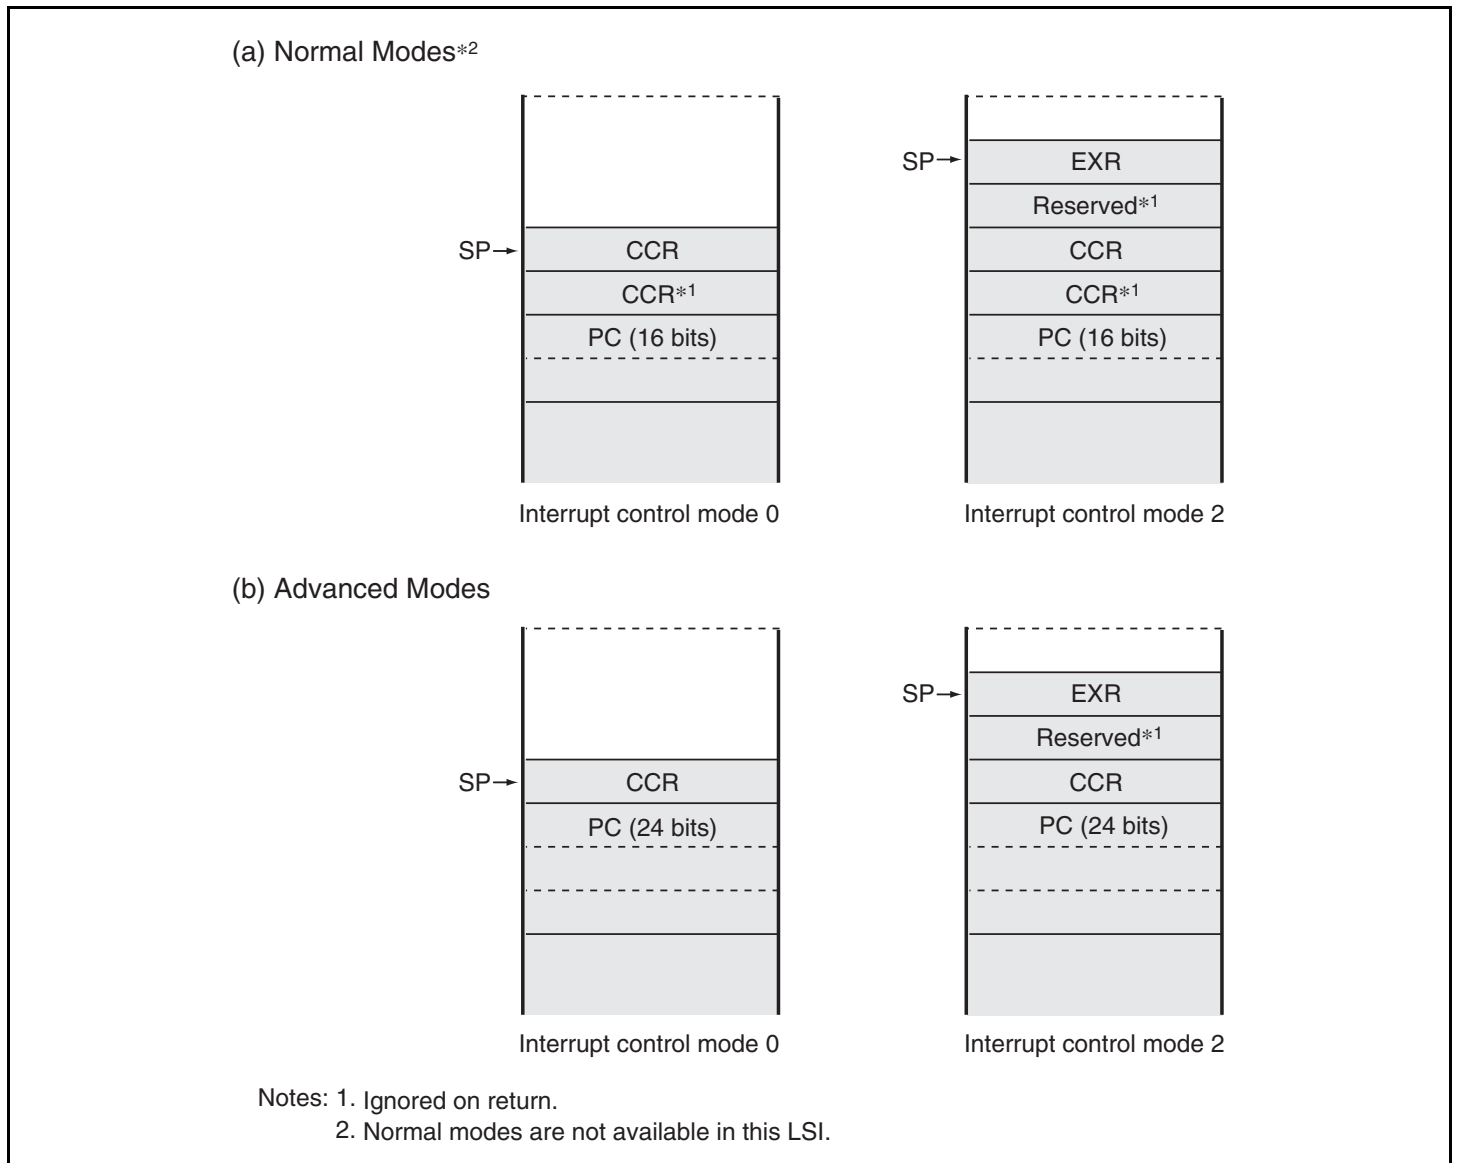 (a) Normal Modes*2
SP→ EXR
Reserved*1
SP→ CCR CCR
CCR*1 CCR*1
PC (16 bits) PC (16 bits)
Interrupt control mode 0 Interrupt control mode 2
(b) Advanced Modes
SP→ EXR
Reserved*1
SP→ CCR CCR
PC (24 bits) PC (24 bits)
Interrupt control mode 0 Interrupt control mode 2
Notes: 1. Ignored on return.
2. Normal modes are not available in this LSI.